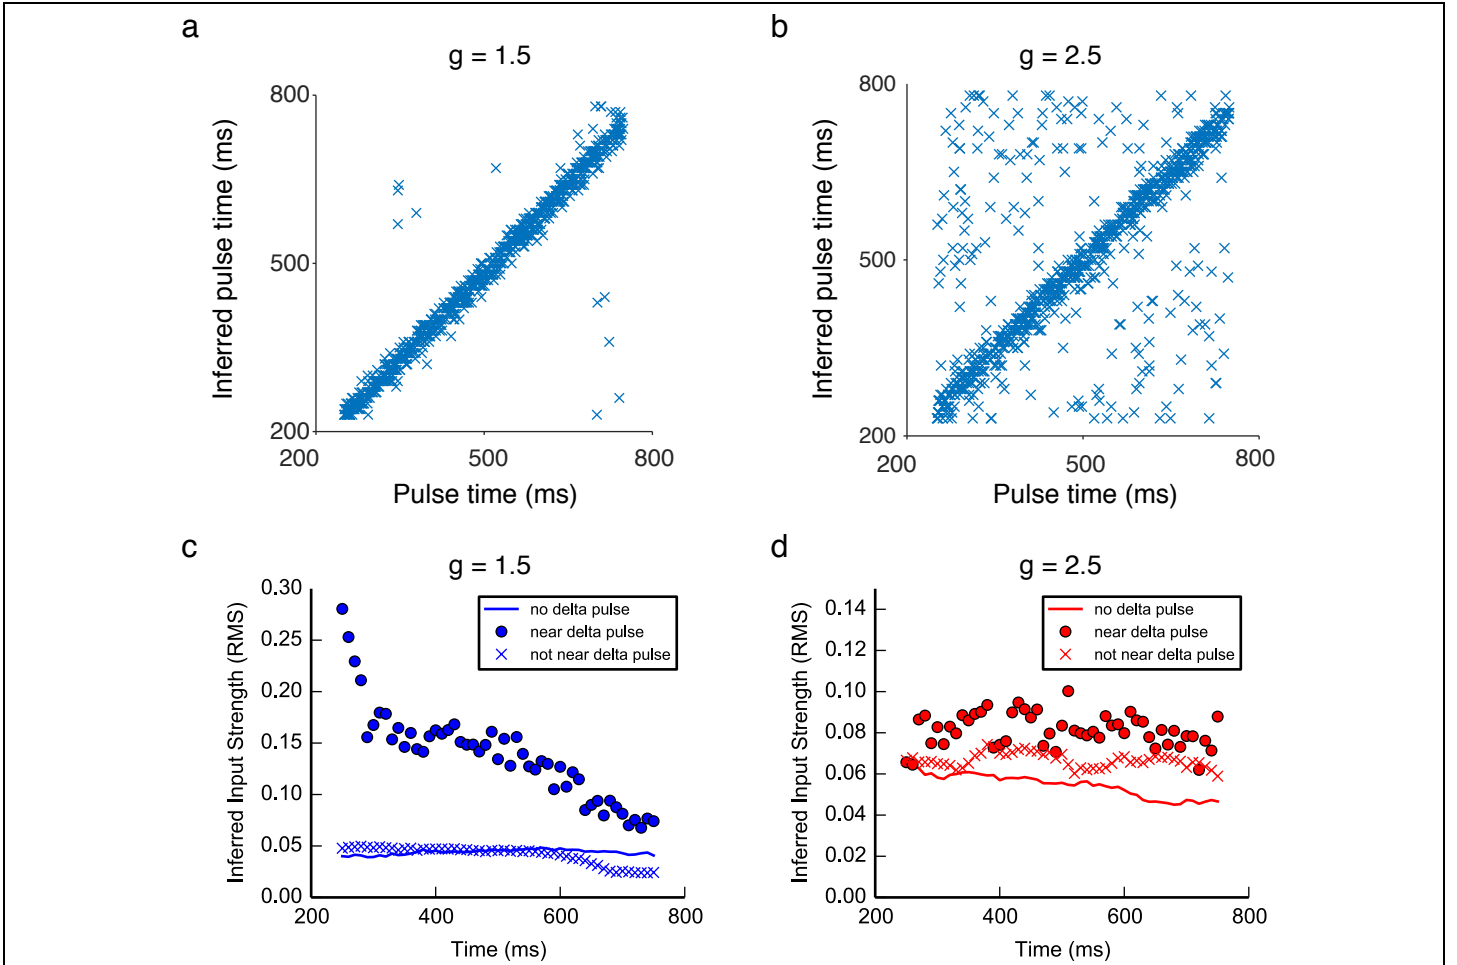 a
g = 1.5
800
500
200
200
500
800
Inferred pulse time (ms)
Pulse time (ms)
b
g = 2.5
800
500
200
200
500
800
Inferred pulse time (ms)
Pulse time (ms)
c
g = 1.5
0.30
0.25
0.20
0.15
0.10
0.05
0.00
200
400
600
800
Inferred Input Strength (RMS)
Time (ms)
no delta pulse
near delta pulse
not near delta pulse
d
g = 2.5
0.14
0.12
0.10
0.08
0.06
0.04
0.02
0.00
200
400
600
800
Inferred Input Strength (RMS)
Time (ms)
no delta pulse
near delta pulse
not near delta pulse